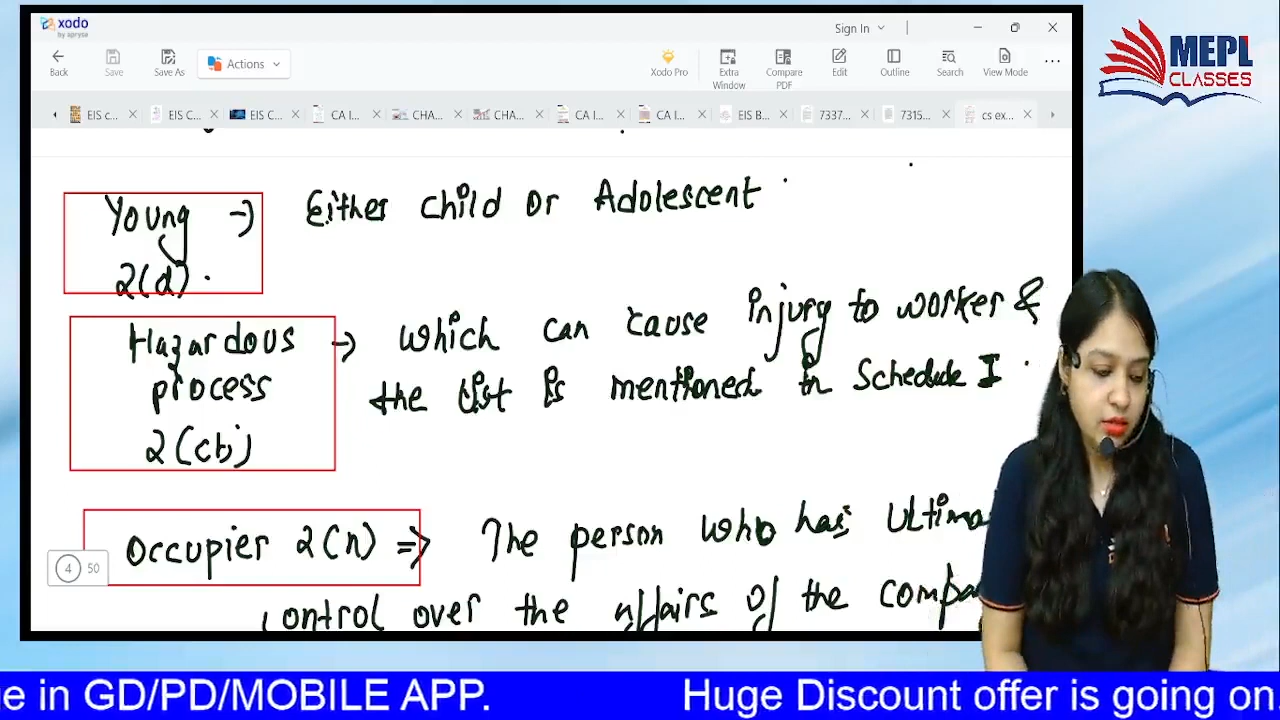 xodo
by apryse
Sign In
Back
Save
Save As
Actions
Xodo Pro
Extra Window
Compare PDF
Edit
Outline
Search
View Mode
EIS c...
EIS C...
EIS C...
CA I...
CHA...
CHA...
CA I...
CA I...
EIS B...
7337...
7315...
cs ex...
MEPL
CLASSES
Young → Either child or Adolescent
2(d).
Hazardous → which can cause injury to worker &
process the list is mentioned in Schedule I.
2(cb)
Occupier 2(n) => The person who has Ultima
control over the affairs of the compa
4 50
ge in GD/PD/MOBILE APP. Huge Discount offer is going on.